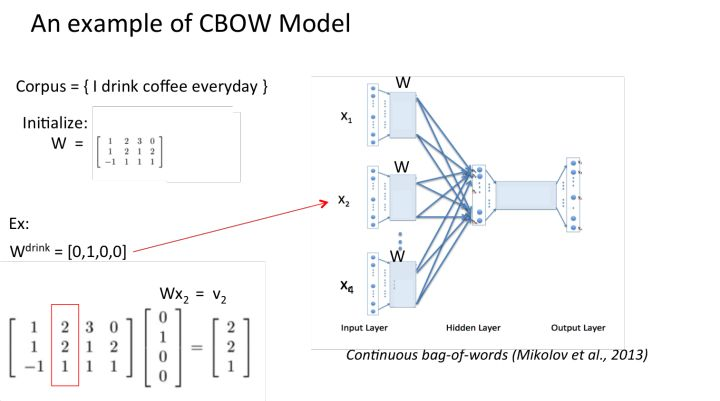 An example of CBOW Model
Corpus = { I drink coffee everyday }
Initialize:
W =
[ 1 2 3 0
1 2 1 2
-1 1 1 1 ]
Ex:
Wdrink = [0,1,0,0]
Wx2 = v2
[ 1 2 3 0
1 2 1 2
-1 1 1 1 ] [ 0
1
0
0 ] = [ 2
2
1 ]
W
X1
W
X2
W
X4
Input Layer Hidden Layer Output Layer
Continuous bag-of-words (Mikolov et al., 2013)